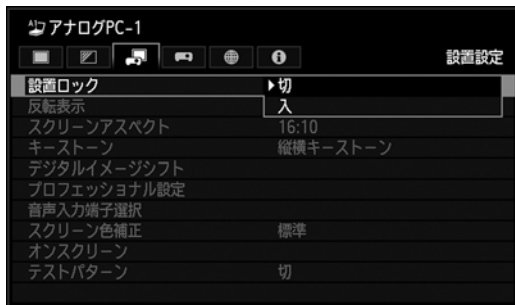 アナログPC-1
設置設定
設置ロック ▶切
反転表示 入
スクリーンアスペクト 16:10
キーストーン 縦横キーストーン
デジタルイメージシフト
プロフェッショナル設定
音声入力端子選択
スクリーン色補正 標準
オンスクリーン
テストパターン 切